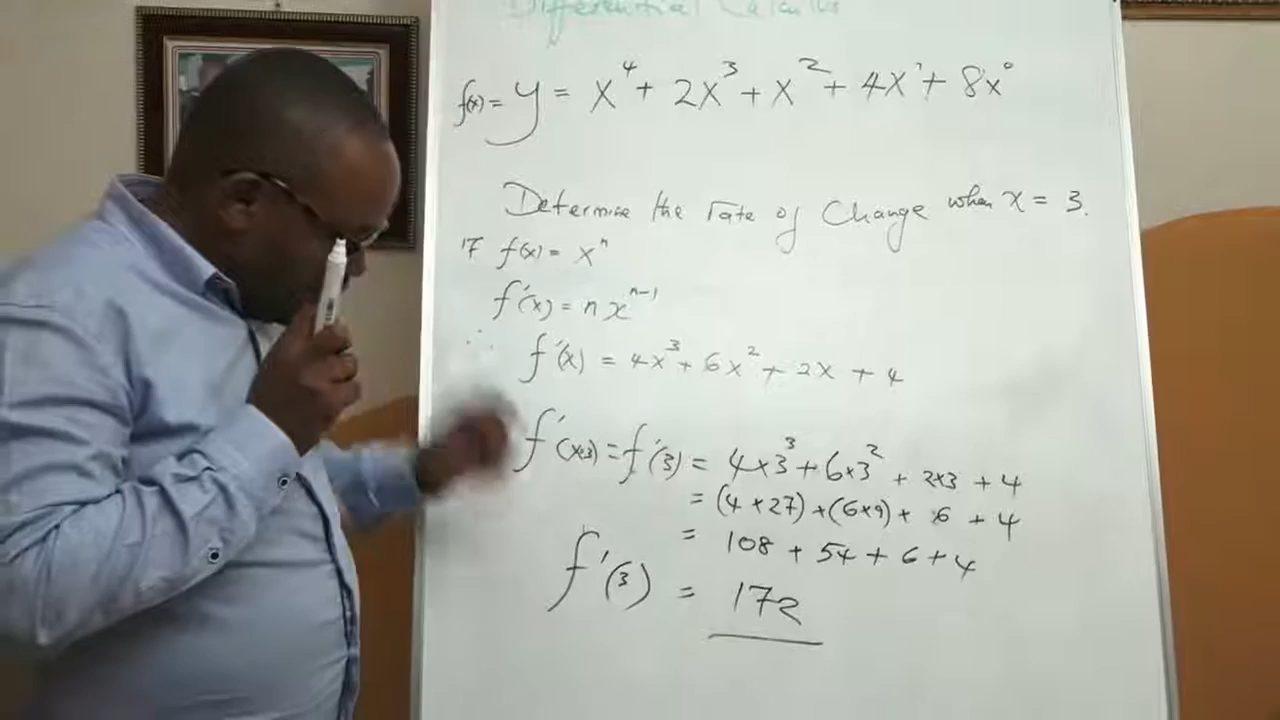 Differential Calculus
f(x) = y = x⁴ + 2x³ + x² + 4x¹ + 8x⁰
Determine the rate of Change when x = 3.
If f(x) = xⁿ
f'(x) = nxⁿ⁻¹
∴ f'(x) = 4x³ + 6x² + 2x + 4
f'(x=3) = f'(3) = 4×3³ + 6×3² + 2×3 + 4
= (4×27) + (6×9) + 6 + 4
= 108 + 54 + 6 + 4
f'(3) = 172